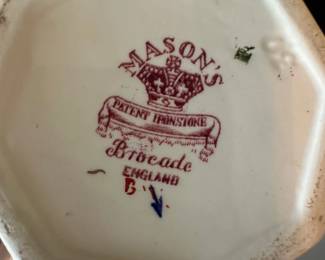 MASON'S
PATENT IRONSTONE
Brocade
ENGLAND
B